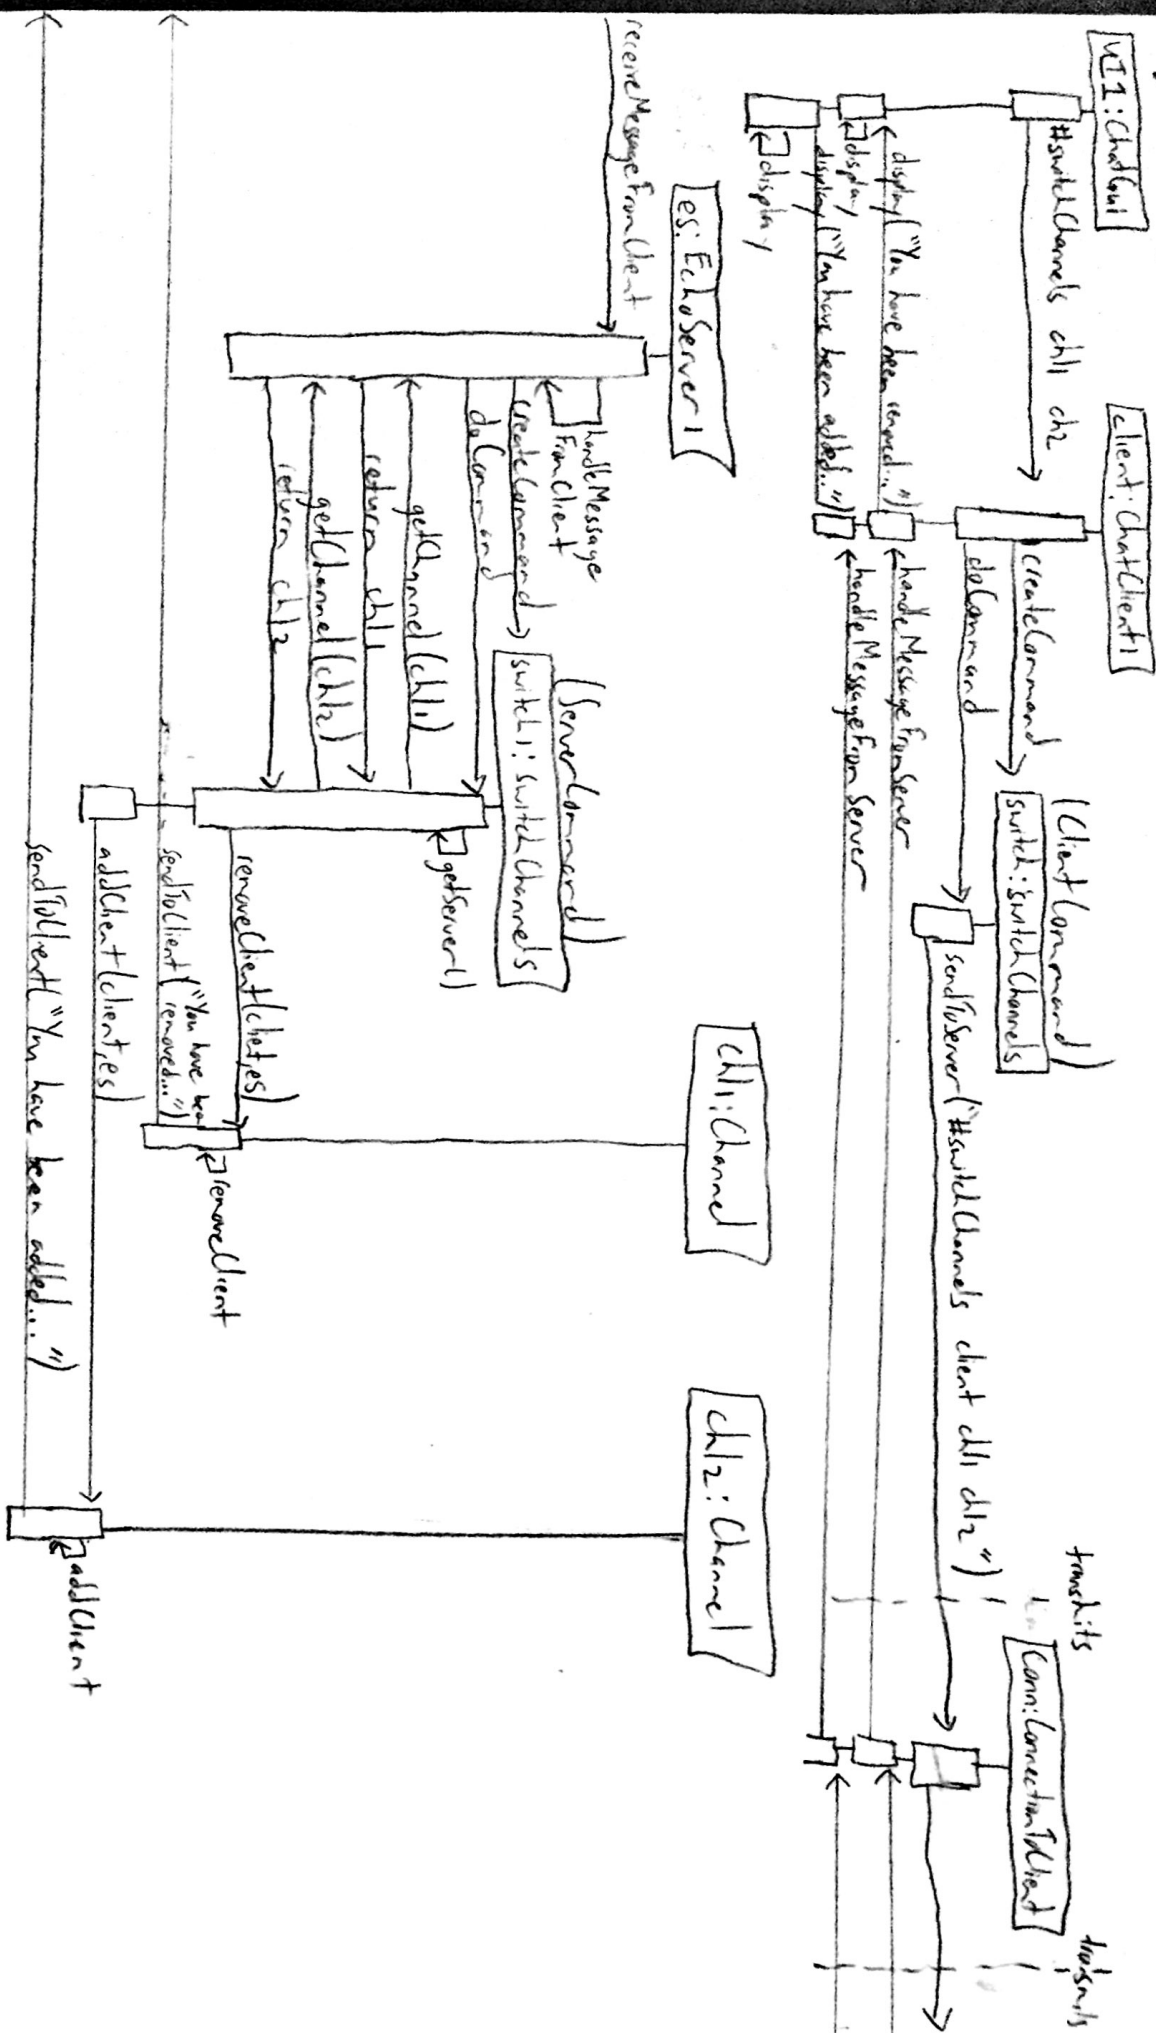 UI1:ChatGui1
#switchChannels ch1 ch2
display("You have been removed...")
display
display("You have been added...")
display
client:ChatClient1
createCommand
doCommand
handleMessageFromServer
handleMessageFromServer
(ClientCommand)
switch:switchChannels
sendToServer("#switchChannels client ch1 ch2")
transmits
conn:ConnectionToClient
transmits
receiveMessageFromClient
es:EchoServer1
handleMessage
FromClient
createCommand
doCommand
getChannel(ch1)
return ch1
getChannel(ch2)
return ch2
(ServerCommand)
switch1:switchChannels
getServer()
removeClient(client,es)
sendToClient("You have been
removed...")
addClient(client,es)
sendToClient("You have been added...")
ch1:Channel
removeClient
ch2:Channel
addClient